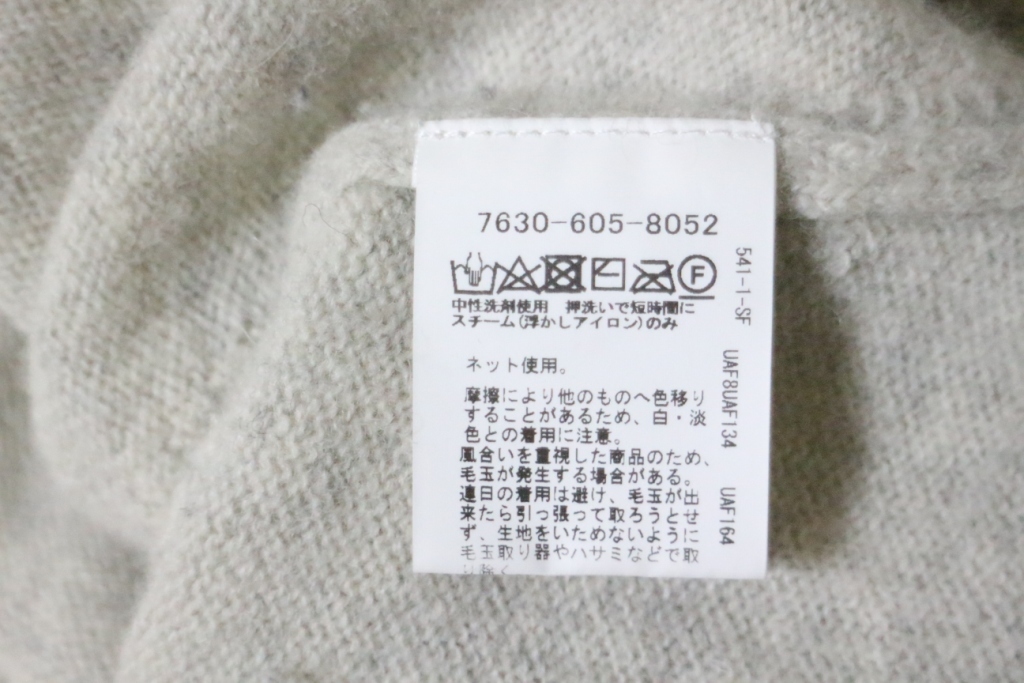 7630-605-8052
F
中性洗剤使用 押洗いで短時間に
スチーム(浮かしアイロン)のみ
ネット使用。
摩擦により他のものへ色移り
することがあるため、白・淡
色との着用に注意。
風合いを重視した商品のため、
毛玉が発生する場合がある。
連日の着用は避け、毛玉が出
来たら引っ張って取ろうとせ
ず、生地をいためないように
毛玉取り器やハサミなどで取
り除く
541-1-SF
UAF8UAF134
UAF164